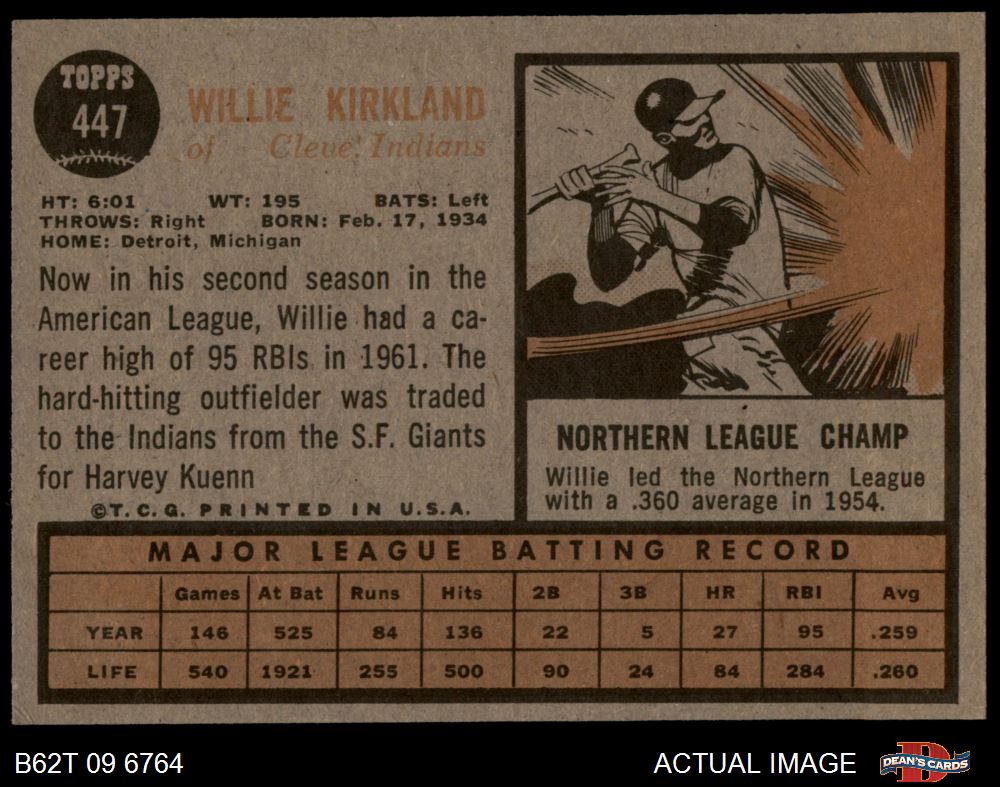 TOPPS
447
WILLIE KIRKLAND
of Cleve. Indians
HT: 6:01 WT: 195 BATS: Left
THROWS: Right BORN: Feb. 17, 1934
HOME: Detroit, Michigan
Now in his second season in the
American League, Willie had a ca-
reer high of 95 RBIs in 1961. The
hard-hitting outfielder was traded
to the Indians from the S.F. Giants
for Harvey Kuenn
©T.C.G. PRINTED IN U.S.A.
NORTHERN LEAGUE CHAMP
Willie led the Northern League
with a .360 average in 1954.
MAJOR LEAGUE BATTING RECORD
Games At Bat Runs Hits 2B 3B HR RBI Avg
YEAR 146 525 84 136 22 5 27 95 .259
LIFE 540 1921 255 500 90 24 84 284 .260
B62T 09 6764
ACTUAL IMAGE
DEAN'S CARDS